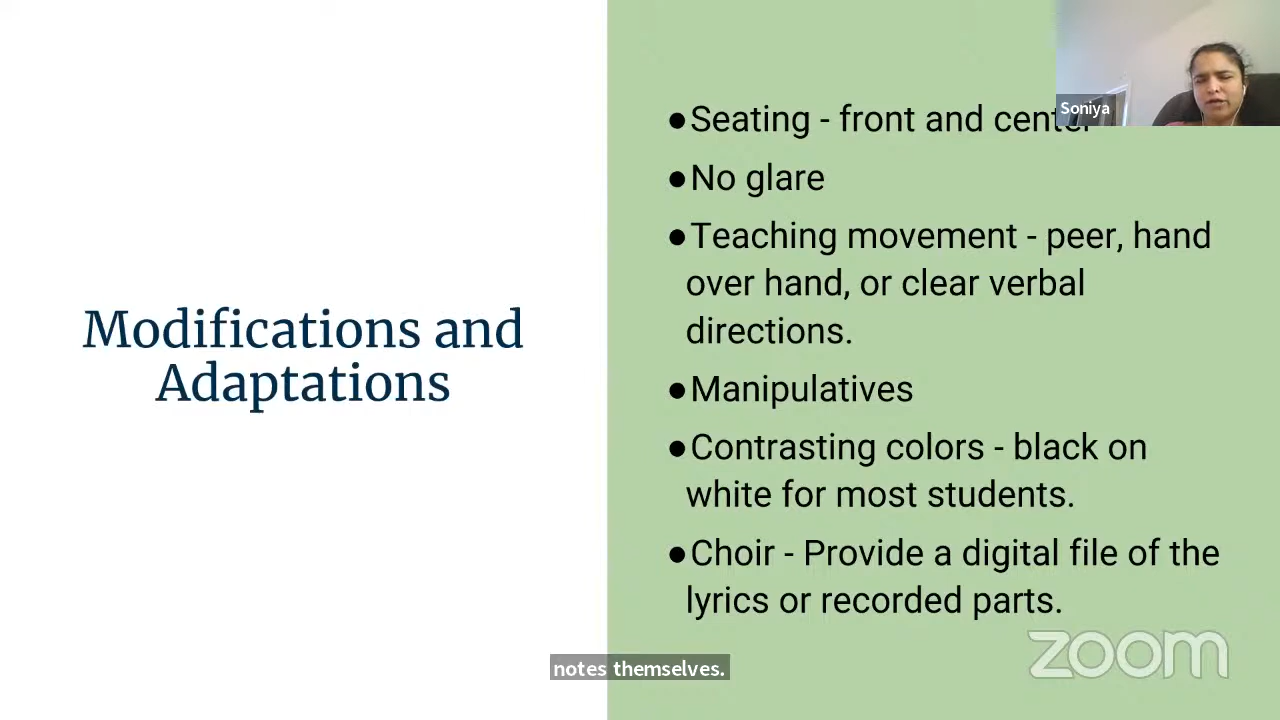 Modifications and
Adaptations
●Seating - front and center
●No glare
●Teaching movement - peer, hand
over hand, or clear verbal
directions.
●Manipulatives
●Contrasting colors - black on
white for most students.
●Choir - Provide a digital file of the
lyrics or recorded parts.
Soniya
zoom
notes themselves.